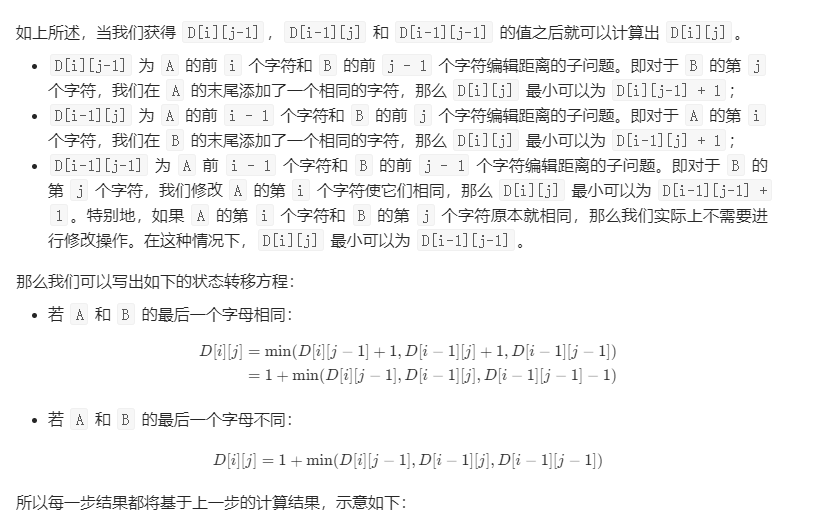 如上所述，当我们获得 D[i][j-1]，D[i-1][j] 和 D[i-1][j-1] 的值之后就可以计算出 D[i][j]。
• D[i][j-1] 为 A 的前 i 个字符和 B 的前 j - 1 个字符编辑距离的子问题。即对于 B 的第 j
个字符，我们在 A 的末尾添加了一个相同的字符，那么 D[i][j] 最小可以为 D[i][j-1] + 1；
• D[i-1][j] 为 A 的前 i - 1 个字符和 B 的前 j 个字符编辑距离的子问题。即对于 A 的第 i
个字符，我们在 B 的末尾添加了一个相同的字符，那么 D[i][j] 最小可以为 D[i-1][j] + 1；
• D[i-1][j-1] 为 A 前 i - 1 个字符和 B 的前 j - 1 个字符编辑距离的子问题。即对于 B 的
第 j 个字符，我们修改 A 的第 i 个字符使它们相同，那么 D[i][j] 最小可以为 D[i-1][j-1] +
1。特别地，如果 A 的第 i 个字符和 B 的第 j 个字符原本就相同，那么我们实际上不需要进
行修改操作。在这种情况下，D[i][j] 最小可以为 D[i-1][j-1]。
那么我们可以写出如下的状态转移方程：
• 若 A 和 B 的最后一个字母相同：
D[i][j] = min(D[i][j − 1] + 1, D[i − 1][j] + 1, D[i − 1][j − 1])
= 1 + min(D[i][j − 1], D[i − 1][j], D[i − 1][j − 1] − 1)
• 若 A 和 B 的最后一个字母不同：
D[i][j] = 1 + min(D[i][j − 1], D[i − 1][j], D[i − 1][j − 1])
所以每一步结果都将基于上一步的计算结果，示意如下：